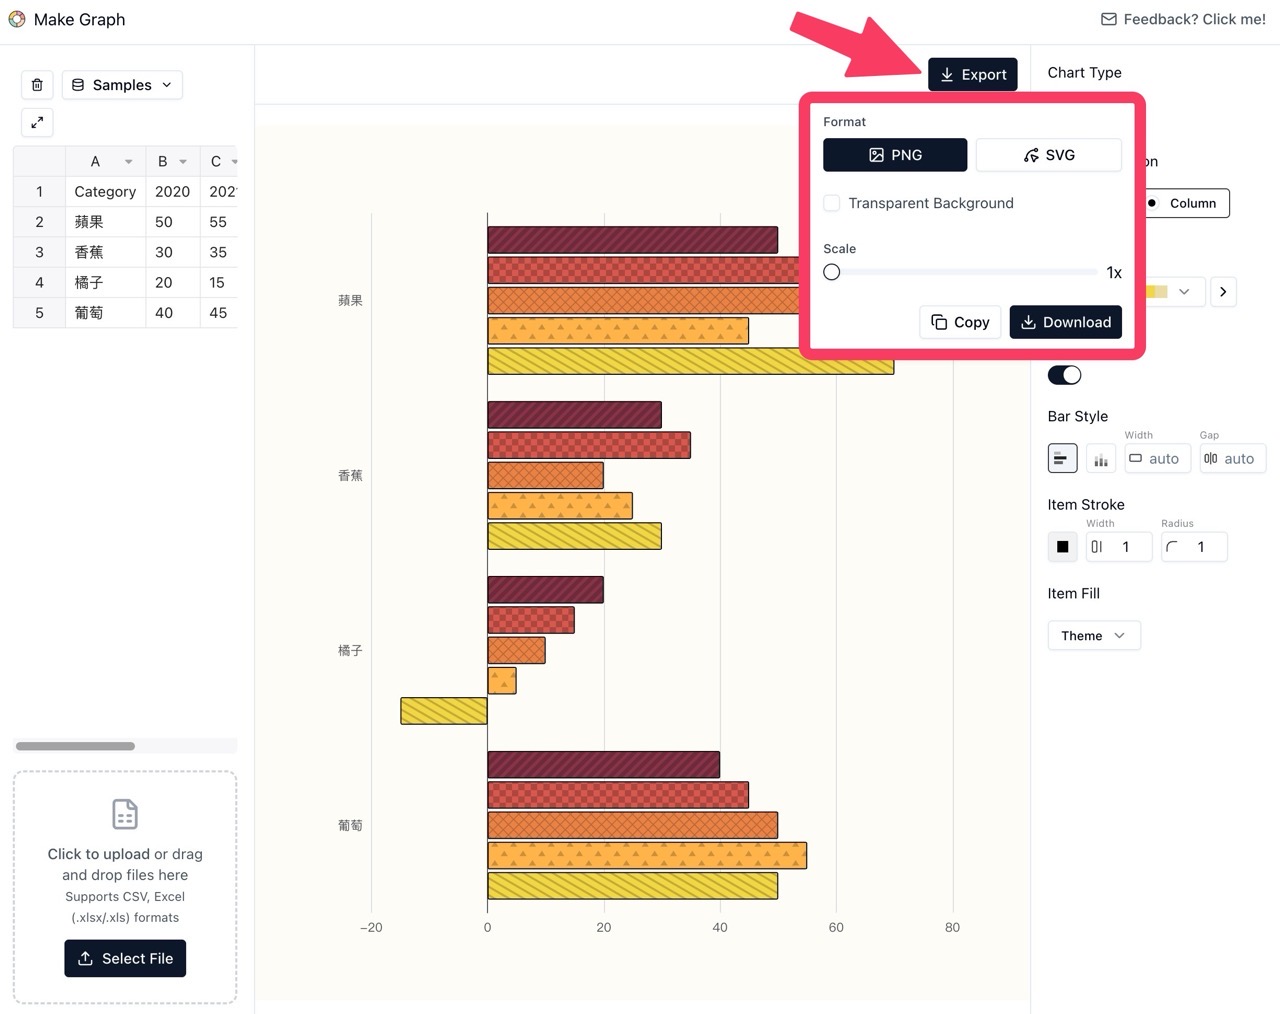 Make Graph
Feedback? Click me!
Samples
Export
Chart Type
A B C
1 Category 2020 202
2 蘋果 50 55
3 香蕉 30 35
4 橘子 20 15
5 葡萄 40 45
Format
PNG SVG
Transparent Background
Scale
1x
Copy Download
on
Column
蘋果
香蕉
橘子
葡萄
−20 0 20 40 60 80
Bar Style
Width Gap
auto auto
Item Stroke
Width Radius
1 1
Item Fill
Theme
Click to upload or drag
and drop files here
Supports CSV, Excel
(.xlsx/.xls) formats
Select File